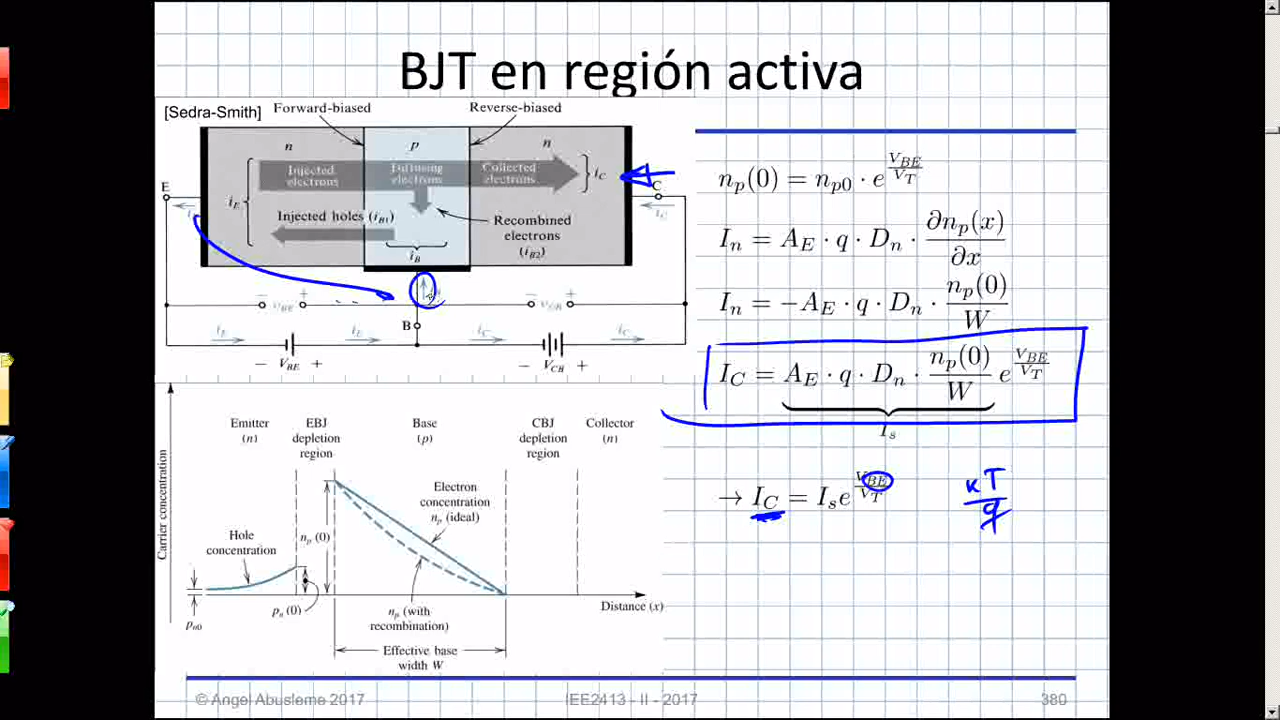 BJT en región activa
[Sedra-Smith]
Forward-biased
Reverse-biased
n
p
n
Injected
electrons
Diffusing
electrons
Collected
electrons
i_C
E
C
i_E
Injected holes (i_B1)
Recombined
electrons
(i_B2)
i_B
i_C
− v_BE +
− v_CB +
B
i_E
i_E
i_C
i_C
− V_BE +
− V_CB +
Carrier concentration
Emitter
(n)
EBJ
depletion
region
Base
(p)
CBJ
depletion
region
Collector
(n)
Electron
concentration
n_p (ideal)
Hole
concentration
n_p (0)
p_n (0)
p_n0
n_p (with
recombination)
Distance (x)
Effective base
width W
n_p(0) = n_p0 · e^(V_BE/V_T)
I_n = A_E · q · D_n · ∂n_p(x)/∂x
I_n = −A_E · q · D_n · n_p(0)/W
I_C = A_E · q · D_n · n_p(0)/W e^(V_BE/V_T)
I_s
→ I_C = I_s e^(V_BE/V_T)
KT/q
© Angel Abusleme 2017
IEE2413 - II - 2017
380